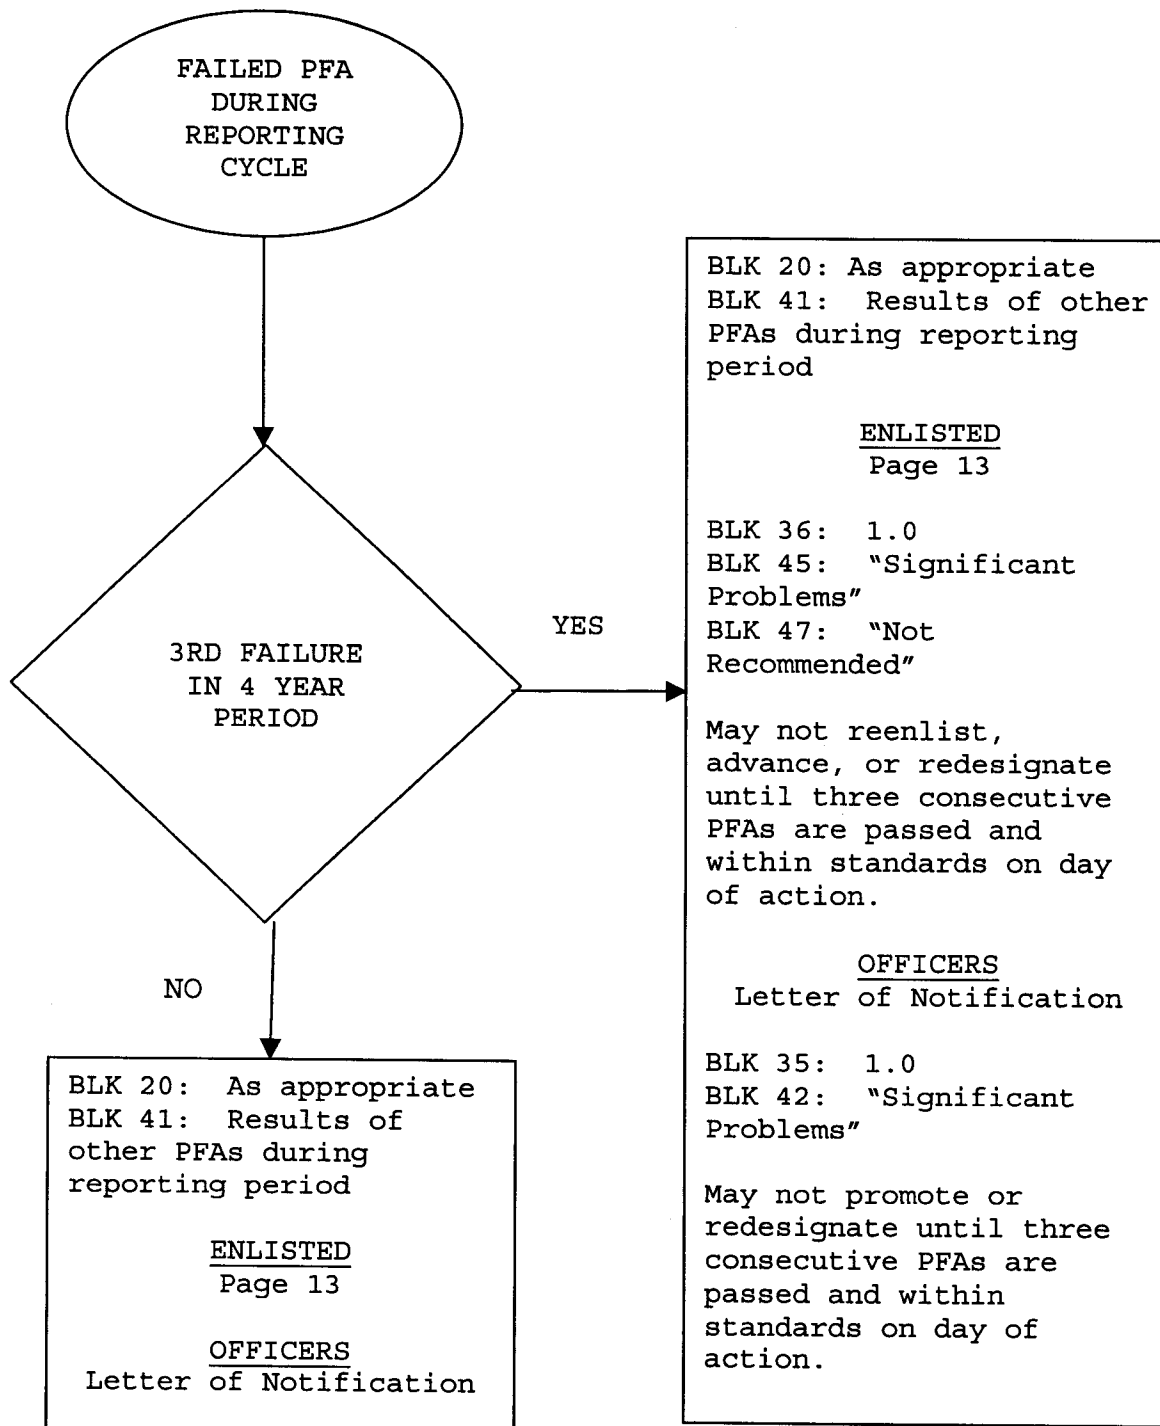 FAILED PFA
DURING
REPORTING
CYCLE
3RD FAILURE
IN 4 YEAR
PERIOD
YES
NO
BLK 20: As appropriate
BLK 41:  Results of other
PFAs during reporting
period
ENLISTED
Page 13
BLK 36:  1.0
BLK 45:  "Significant
Problems"
BLK 47:  "Not
Recommended"
May not reenlist,
advance, or redesignate
until three consecutive
PFAs are passed and
within standards on day
of action.
OFFICERS
Letter of Notification
BLK 35:  1.0
BLK 42:  "Significant
Problems"
May not promote or
redesignate until three
consecutive PFAs are
passed and within
standards on day of
action.
BLK 20:  As appropriate
BLK 41:  Results of
other PFAs during
reporting period
ENLISTED
Page 13
OFFICERS
Letter of Notification